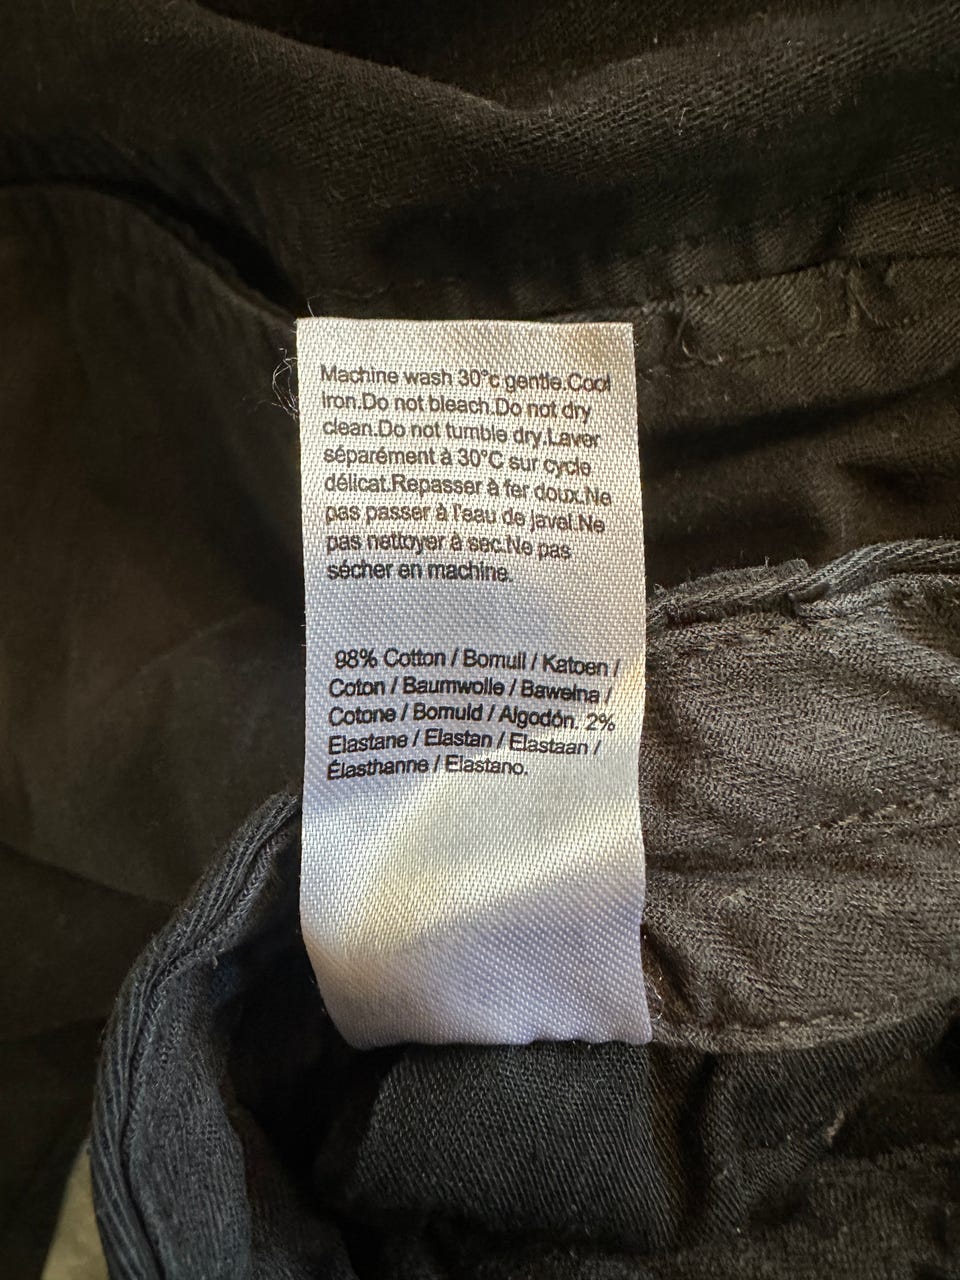 Machine wash 30°c gentle.Cool
iron.Do not bleach.Do not dry
clean.Do not tumble dry.Laver
séparément à 30°C sur cycle
délicat.Repasser à fer doux.Ne
pas passer à l'eau de javel.Ne
pas nettoyer à sec.Ne pas
sécher en machine.
98% Cotton / Bomull / Katoen /
Coton / Baumwolle / Bawelna /
Cotone / Bomuld / Algodón. 2%
Elastane / Elastan / Elastaan /
Élasthanne / Elastano.